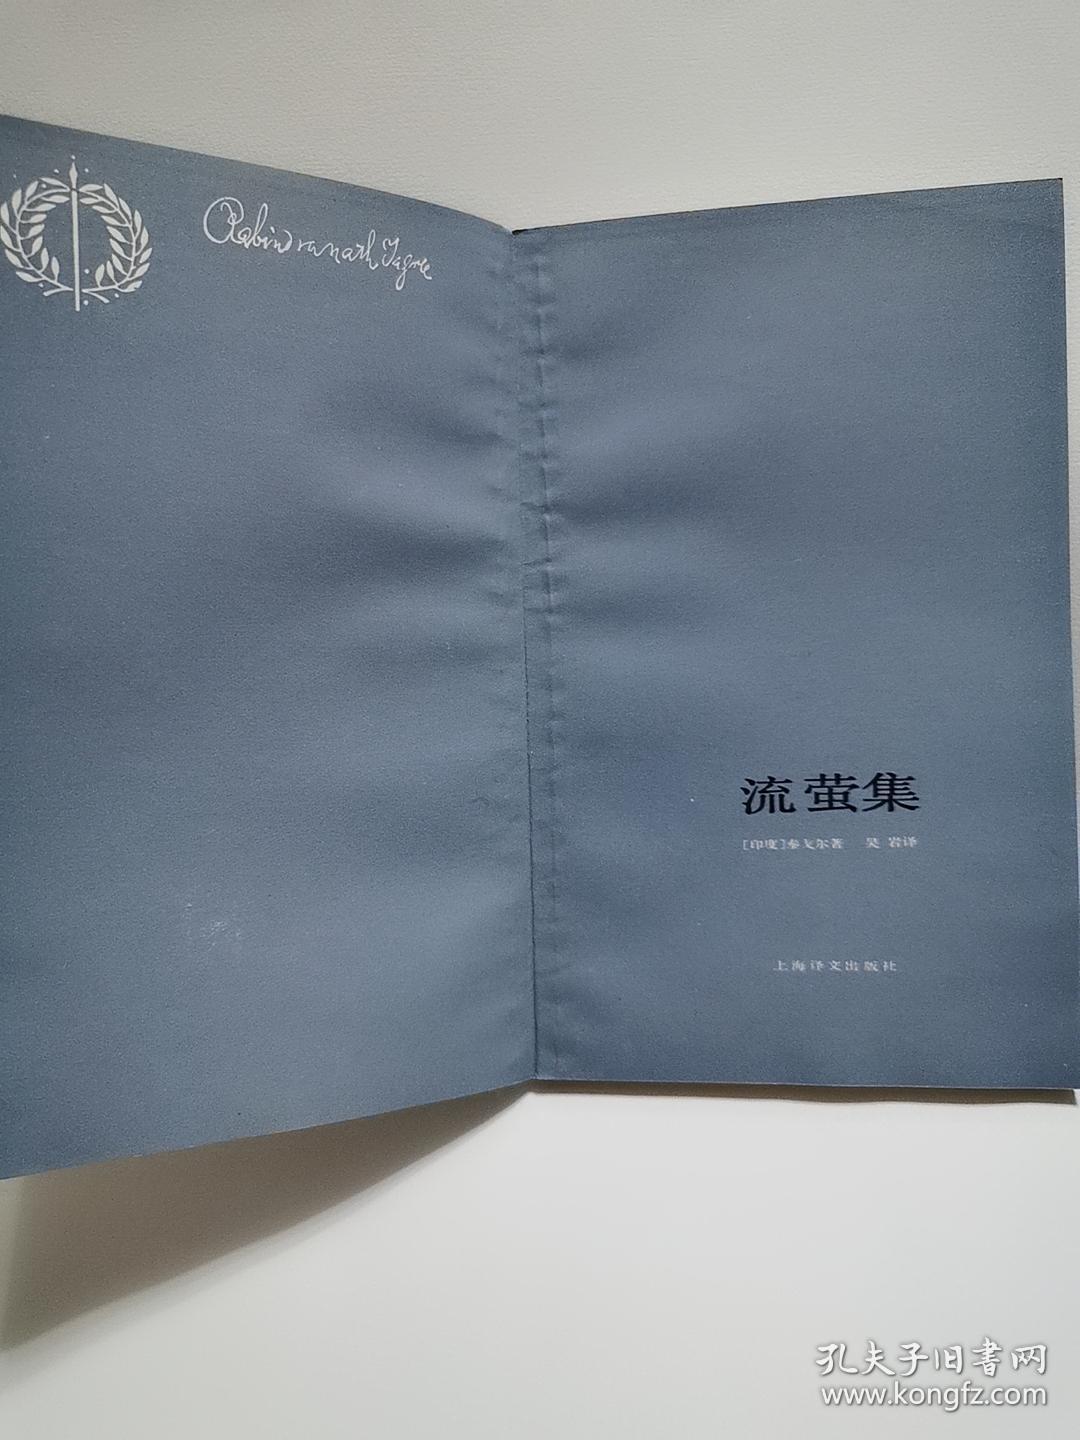 Rabindranath Tagore
流萤集
[印度]泰戈尔著 吴岩译
上海译文出版社
孔夫子旧書网
www.kongfz.com